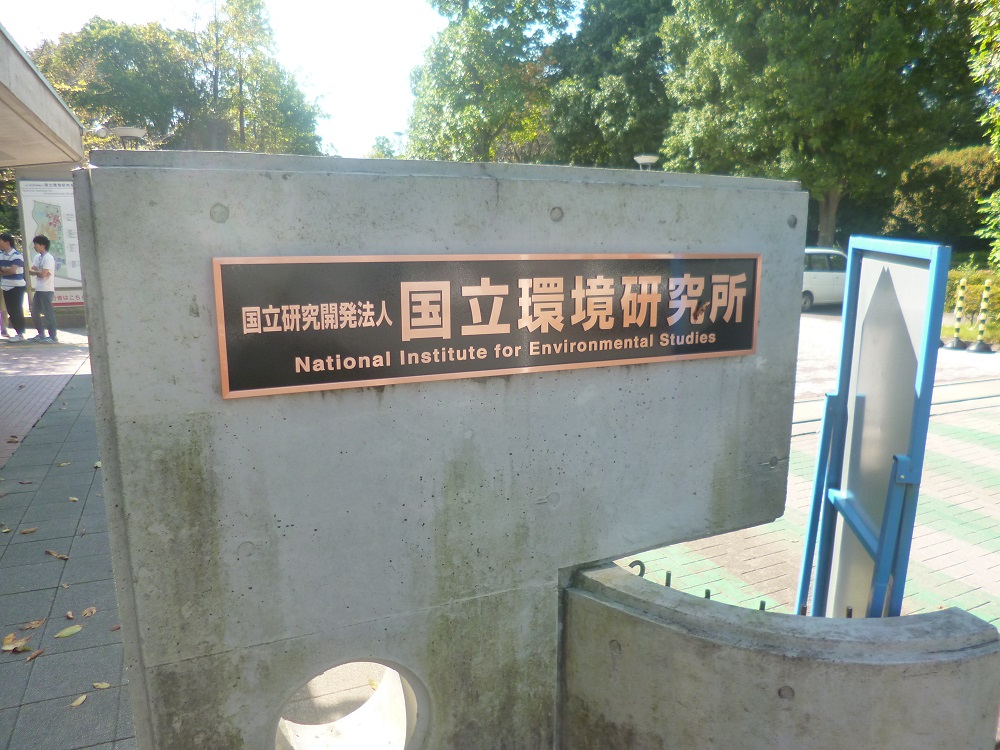 国立研究開発法人 国立環境研究所
National Institute for Environmental Studies